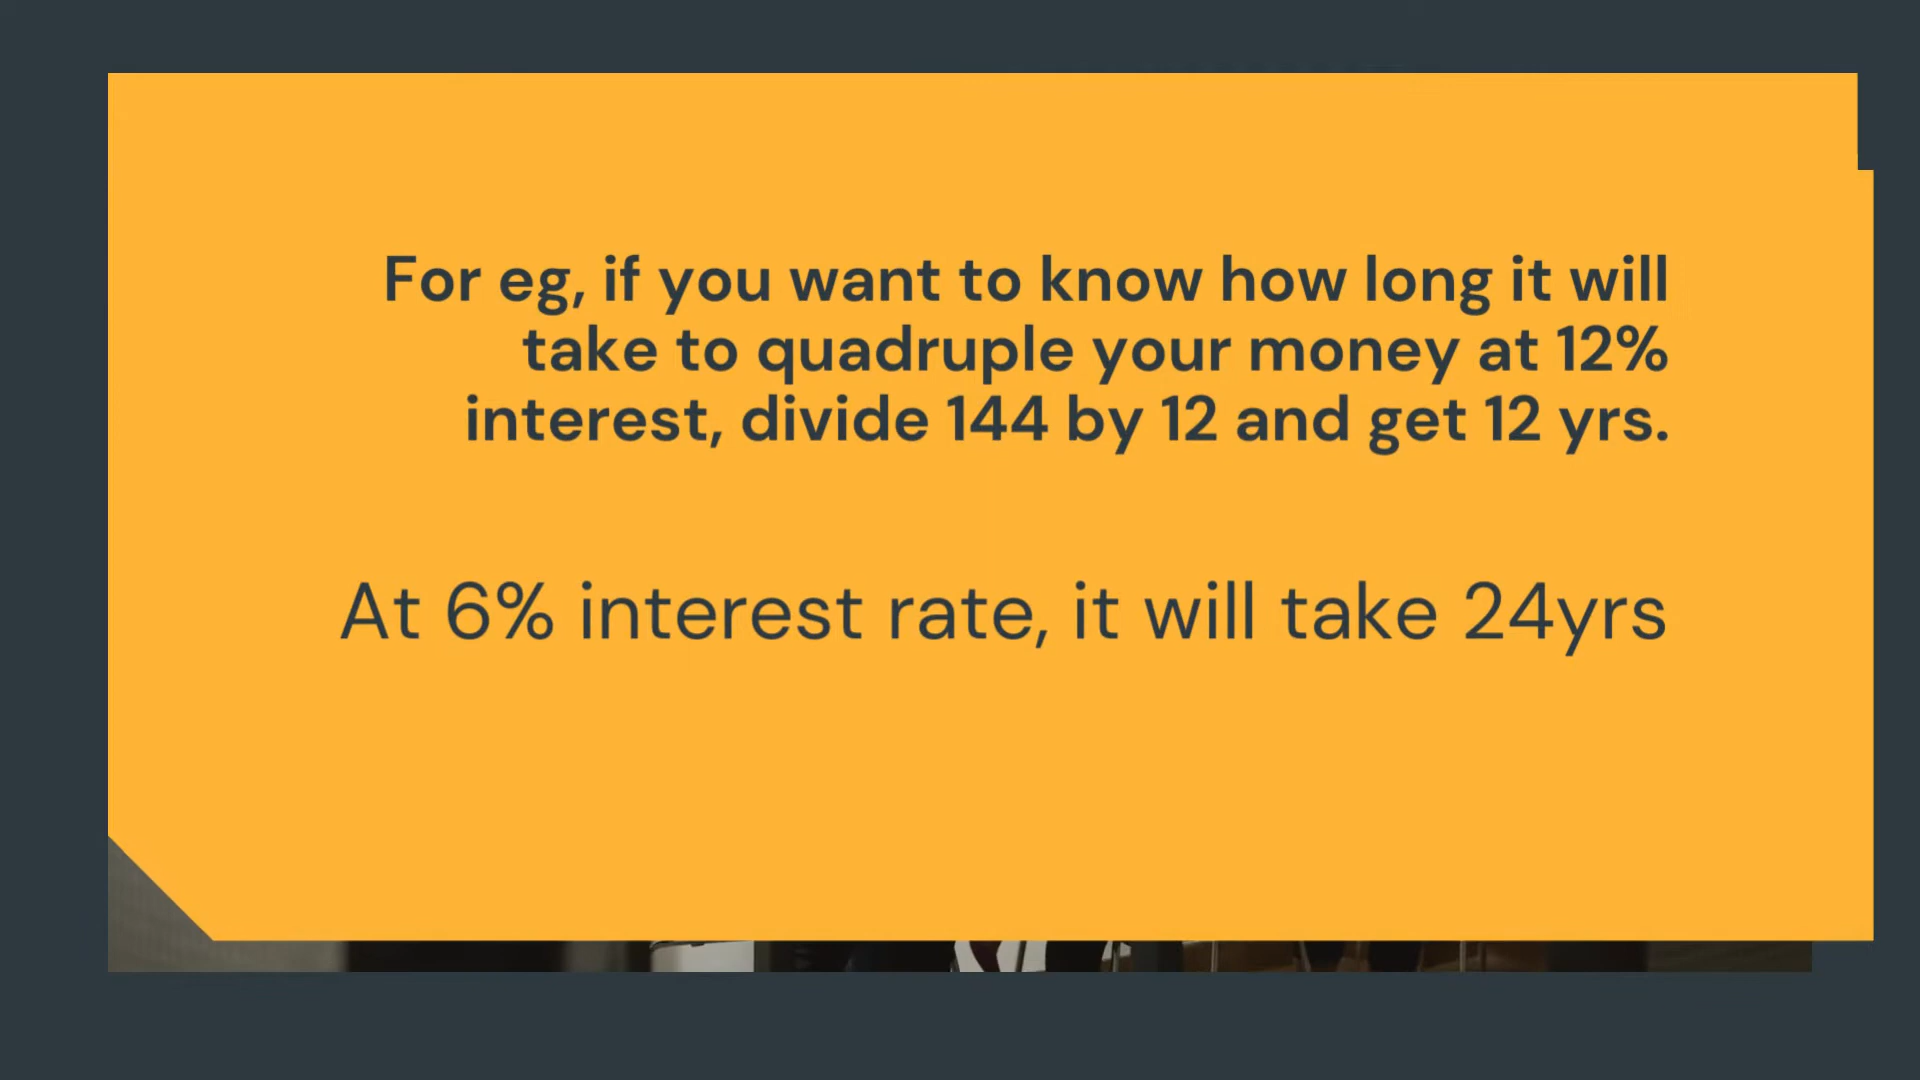 For eg, if you want to know how long it will
take to quadruple your money at 12%
interest, divide 144 by 12 and get 12 yrs.
At 6% interest rate, it will take 24yrs